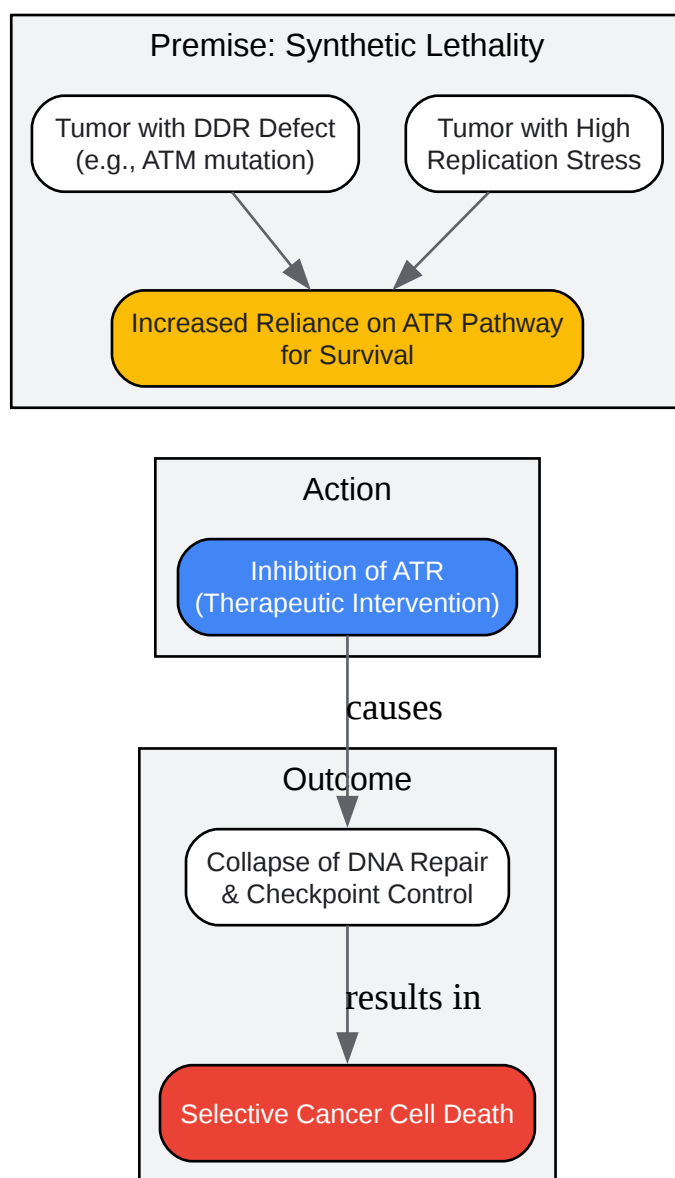 Premise: Synthetic Lethality
Tumor with DDR Defect
(e.g., ATM mutation)
Tumor with High
Replication Stress
Increased Reliance on ATR Pathway
for Survival
Action
Inhibition of ATR
(Therapeutic Intervention)
causes
Outcome
Collapse of DNA Repair
& Checkpoint Control
results in
Selective Cancer Cell Death